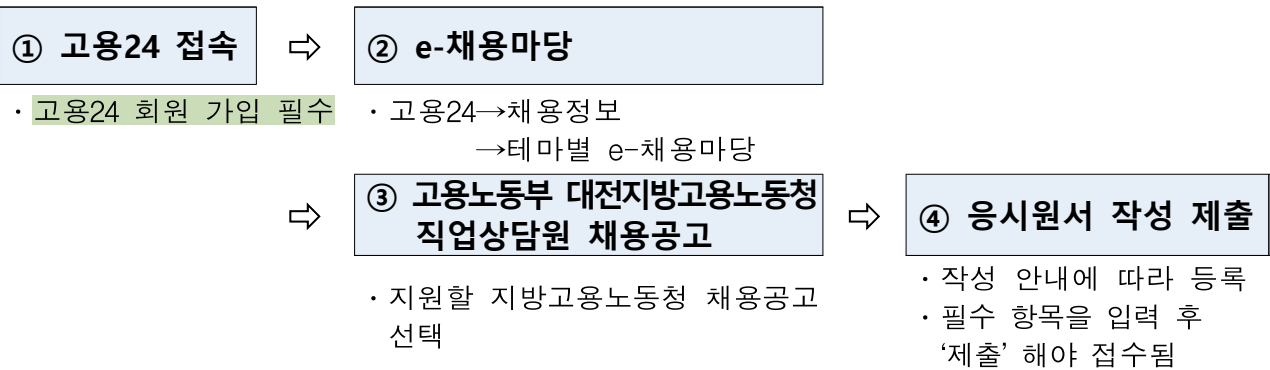 ① 고용24 접속 ⇨ ② e-채용마당
· 고용24 회원 가입 필수
· 고용24→채용정보
→테마별 e-채용마당
⇨ ③ 고용노동부 대전지방고용노동청
직업상담원 채용공고
⇨ ④ 응시원서 작성 제출
· 지원할 지방고용노동청 채용공고
선택
· 작성 안내에 따라 등록
· 필수 항목을 입력 후
‘제출’ 해야 접수됨